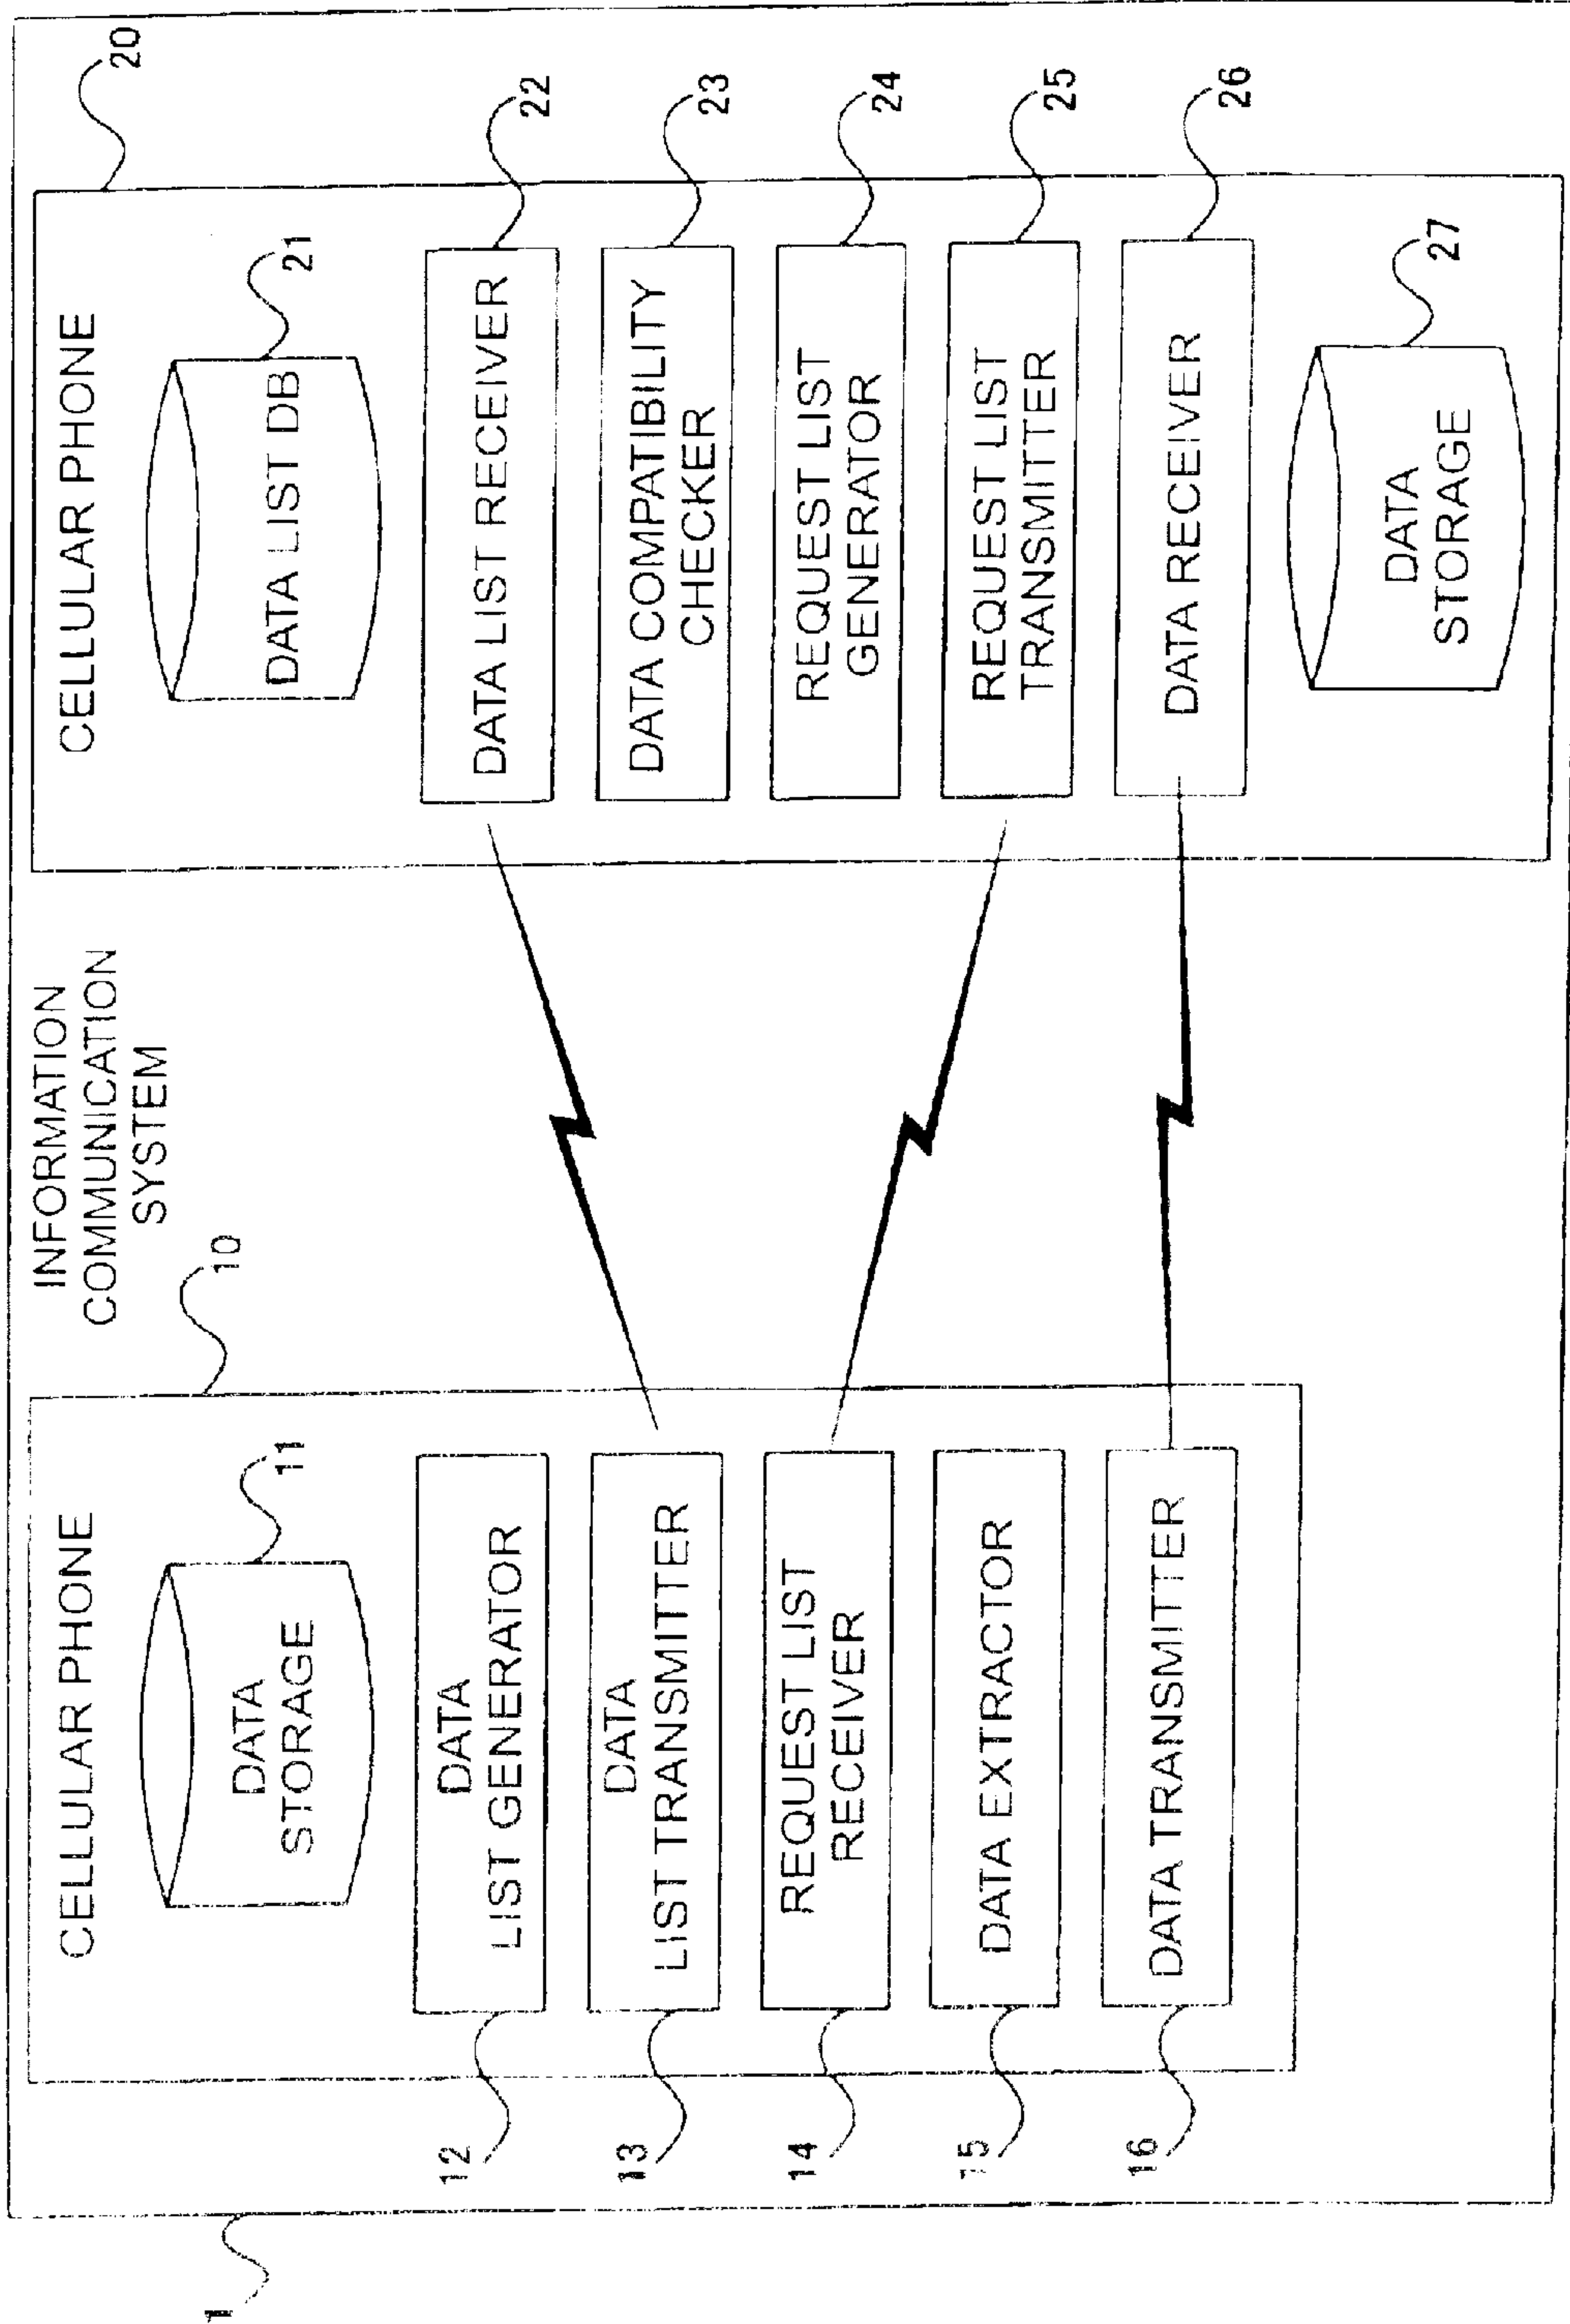 1
INFORMATION
COMMUNICATION
SYSTEM
10
CELLULAR PHONE
11
DATA
STORAGE
12
DATA
LIST GENERATOR
13
DATA
LIST TRANSMITTER
14
REQUEST LIST
RECEIVER
15
DATA EXTRACTOR
16
DATA TRANSMITTER
20
CELLULAR PHONE
21
DATA LIST DB
22
DATA LIST RECEIVER
23
DATA COMPATIBILITY
CHECKER
24
REQUEST LIST
GENERATOR
25
REQUEST LIST
TRANSMITTER
26
DATA RECEIVER
27
DATA
STORAGE